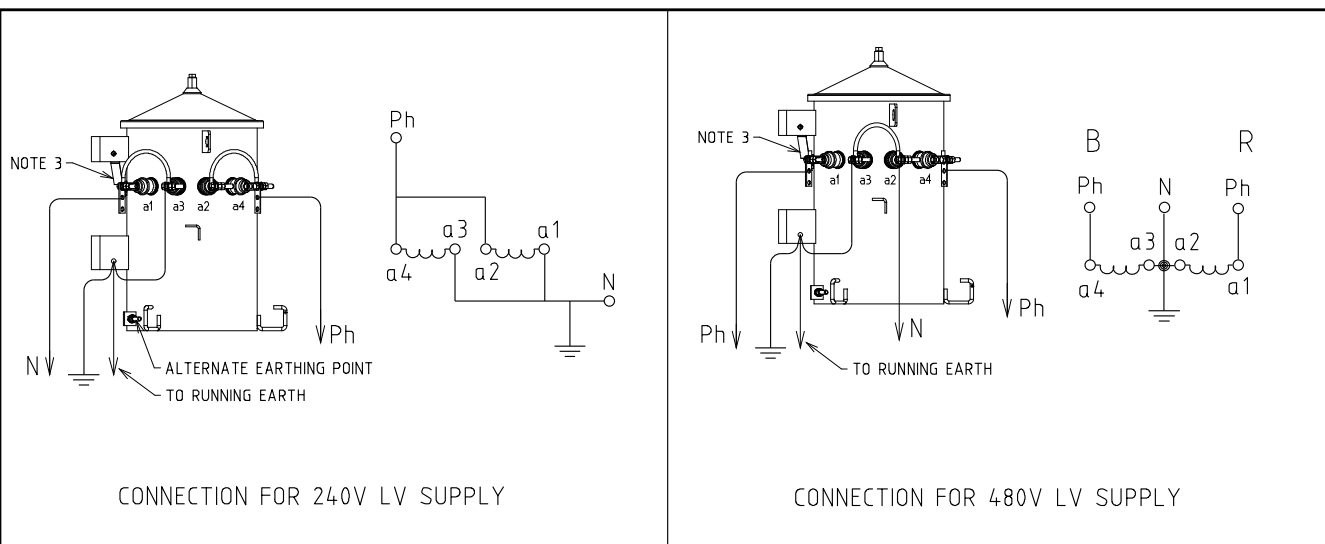 NOTE 3
a1 a3 a2 a4
N
Ph
ALTERNATE EARTHING POINT
TO RUNNING EARTH
Ph
a3 a1
a4 a2
N
CONNECTION FOR 240V LV SUPPLY
NOTE 3
a1 a3 a2 a4
Ph
N
Ph
TO RUNNING EARTH
B R
Ph N Ph
a3 a2
a4 a1
CONNECTION FOR 480V LV SUPPLY